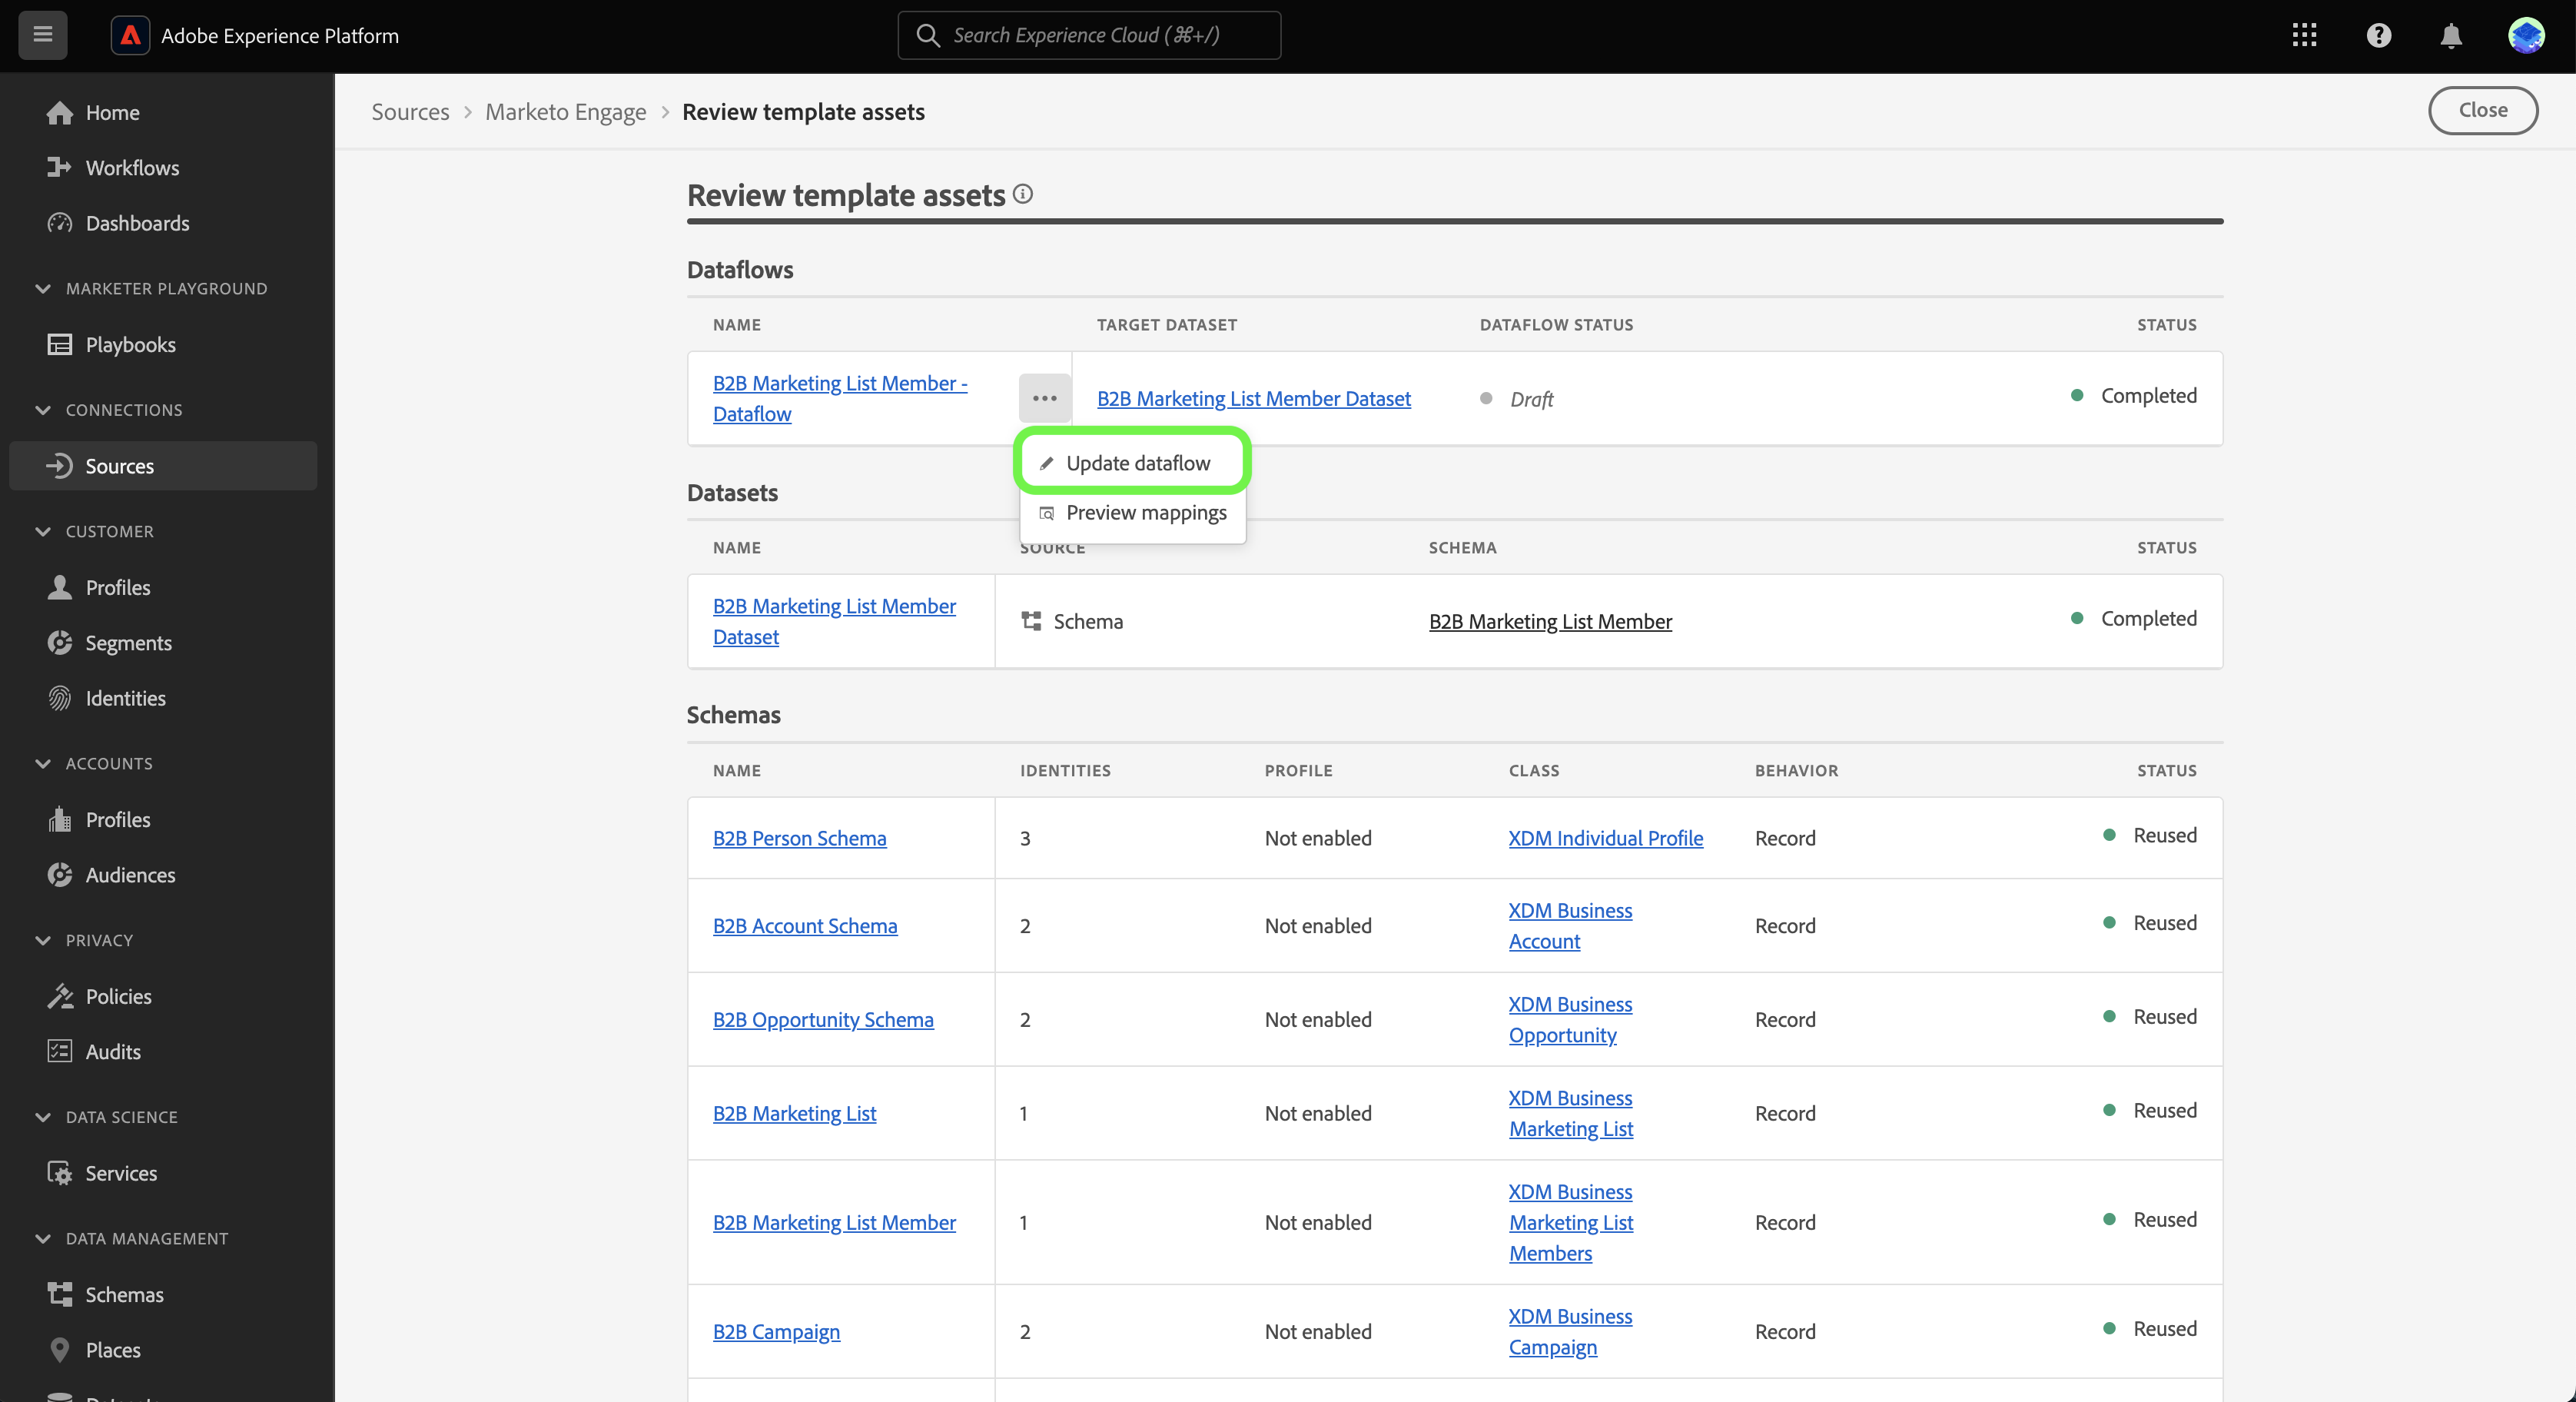 Adobe Experience Platform
Search Experience Cloud (⌘+/)
Home
Workflows
Dashboards
MARKETER PLAYGROUND
Playbooks
CONNECTIONS
Sources
CUSTOMER
Profiles
Segments
Identities
ACCOUNTS
Profiles
Audiences
PRIVACY
Policies
Audits
DATA SCIENCE
Services
DATA MANAGEMENT
Schemas
Places
Sources > Marketo Engage > Review template assets
Close
Review template assets
Dataflows
NAME TARGET DATASET DATAFLOW STATUS STATUS
B2B Marketing List Member -
Dataflow
B2B Marketing List Member Dataset Draft Completed
Update dataflow
Preview mappings
Datasets
NAME SOURCE SCHEMA STATUS
B2B Marketing List Member
Dataset
Schema B2B Marketing List Member Completed
Schemas
NAME IDENTITIES PROFILE CLASS BEHAVIOR STATUS
B2B Person Schema 3 Not enabled XDM Individual Profile Record Reused
B2B Account Schema 2 Not enabled XDM Business
Account
Record Reused
B2B Opportunity Schema 2 Not enabled XDM Business
Opportunity
Record Reused
B2B Marketing List 1 Not enabled XDM Business
Marketing List
Record Reused
B2B Marketing List Member 1 Not enabled XDM Business
Marketing List
Members
Record Reused
B2B Campaign 2 Not enabled XDM Business
Campaign
Record Reused